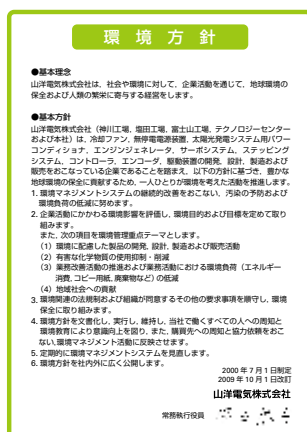 環境方針
●基本理念
山洋電気株式会社は、社会や環境に対して、企業活動を通じて、地球環境の
保全および人類の繁栄に寄与する経営をします。
●基本方針
山洋電気株式会社（神川工場、塩田工場、富士山工場、テクノロジーセンター
および本社）は、冷却ファン、無停電電源装置、太陽光発電システム用パワー
コンディショナ、エンジンジェネレータ、サーボシステム、ステッピング
システム、コントローラ、エンコーダ、駆動装置の開発、設計、製造および
販売をおこなっている企業であることを踏まえ、以下の方針に基づき、豊かな
地球環境の保全に貢献するため、一人ひとりが環境を考えた活動を推進します。
1. 環境マネジメントシステムの継続的改善をおこない、汚染の予防および
環境負荷の低減に努めます。
2. 企業活動にかかわる環境影響を評価し、環境目的および目標を定めて取り
組みます。
また、次の項目を環境管理重点テーマとします。
（1）環境に配慮した製品の開発、設計、製造および販売活動
（2）有害な化学物質の使用抑制・削減
（3）業務改善活動の推進および業務活動における環境負荷（エネルギー
消費、コピー用紙、廃棄物など）の低減
（4）地域社会への貢献
3. 環境関連の法規制および組織が同意するその他の要求事項を順守し、環境
保全に取り組みます。
4. 環境方針を文書化し、実行し、維持し、当社で働くすべての人への周知と
環境教育により意識向上を図り、また、購買先への周知と協力依頼をおこ
ない、環境マネジメント活動に反映させます。
5. 定期的に環境マネジメントシステムを見直します。
6. 環境方針を社内外に広く公開します。
2000 年 7 月 1 日制定
2009 年 10 月 1 日改訂
山洋電気株式会社
常務執行役員